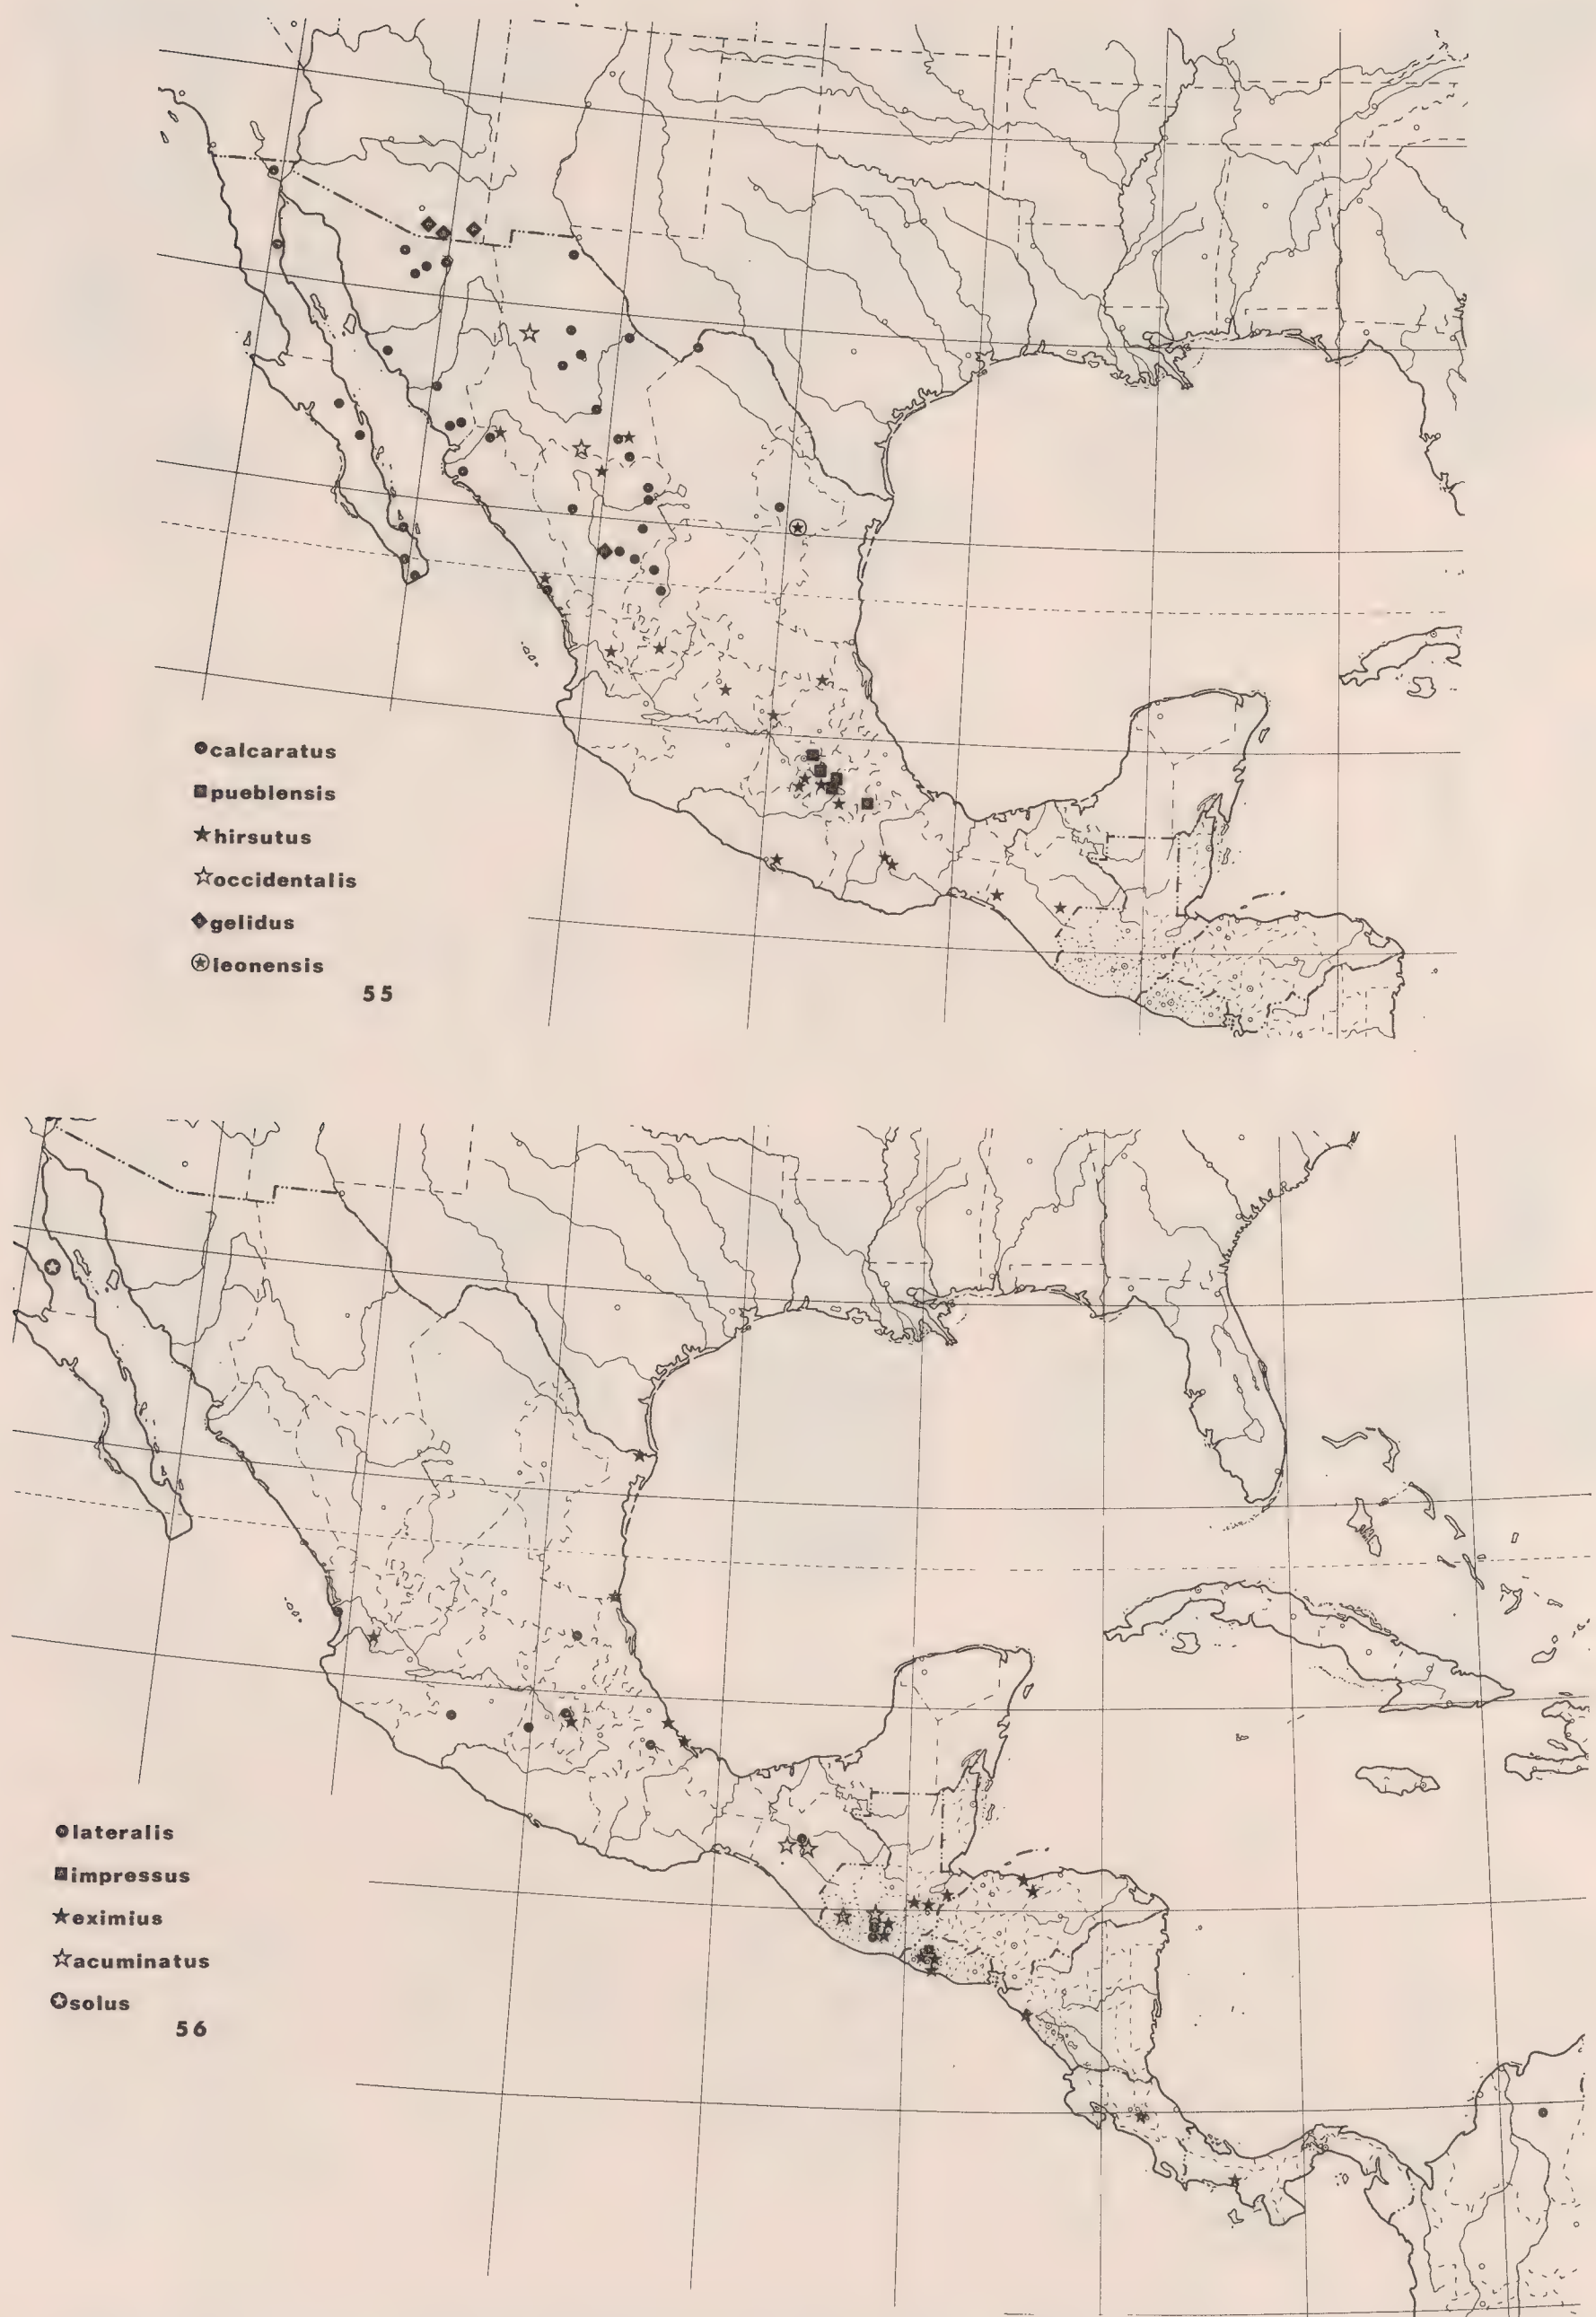 calcaratus
pueblensis
hirsutus
occidentalis
gelidus
leonensis
55
lateralis
impressus
eximius
acuminatus
solus
56